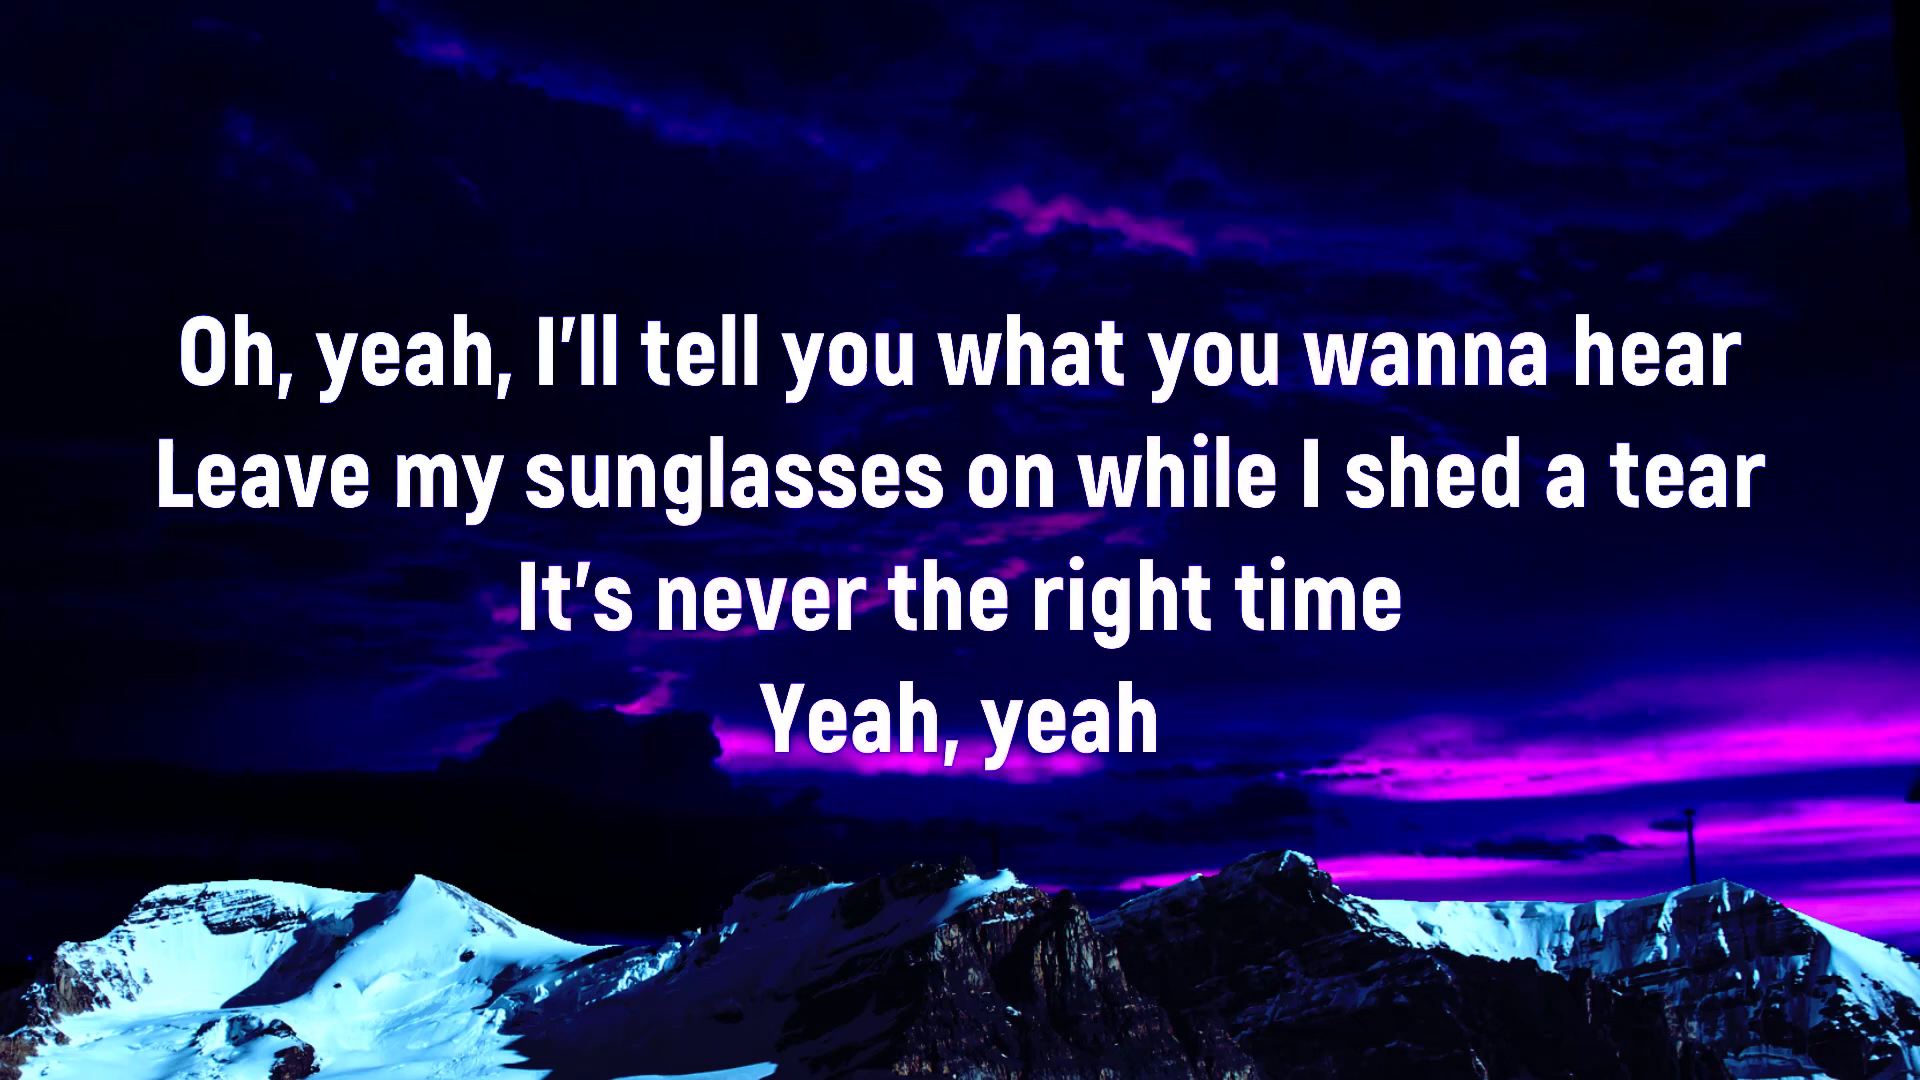 Oh, yeah, I'll tell you what you wanna hear
Leave my sunglasses on while I shed a tear
It's never the right time
Yeah, yeah